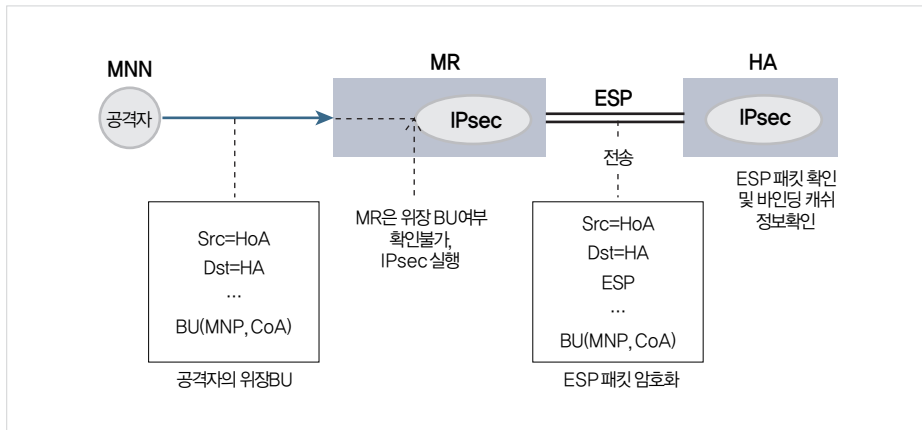 MNN
공격자
MR
IPsec
ESP
HA
IPsec
전송
ESP 패킷 확인
및 바인딩 캐쉬
정보확인
MR은 위장 BU여부
확인불가,
IPsec 실행
Src=HoA
Dst=HA
...
BU(MNP, CoA)
공격자의 위장BU
Src=HoA
Dst=HA
ESP
...
BU(MNP, CoA)
ESP 패킷 암호화